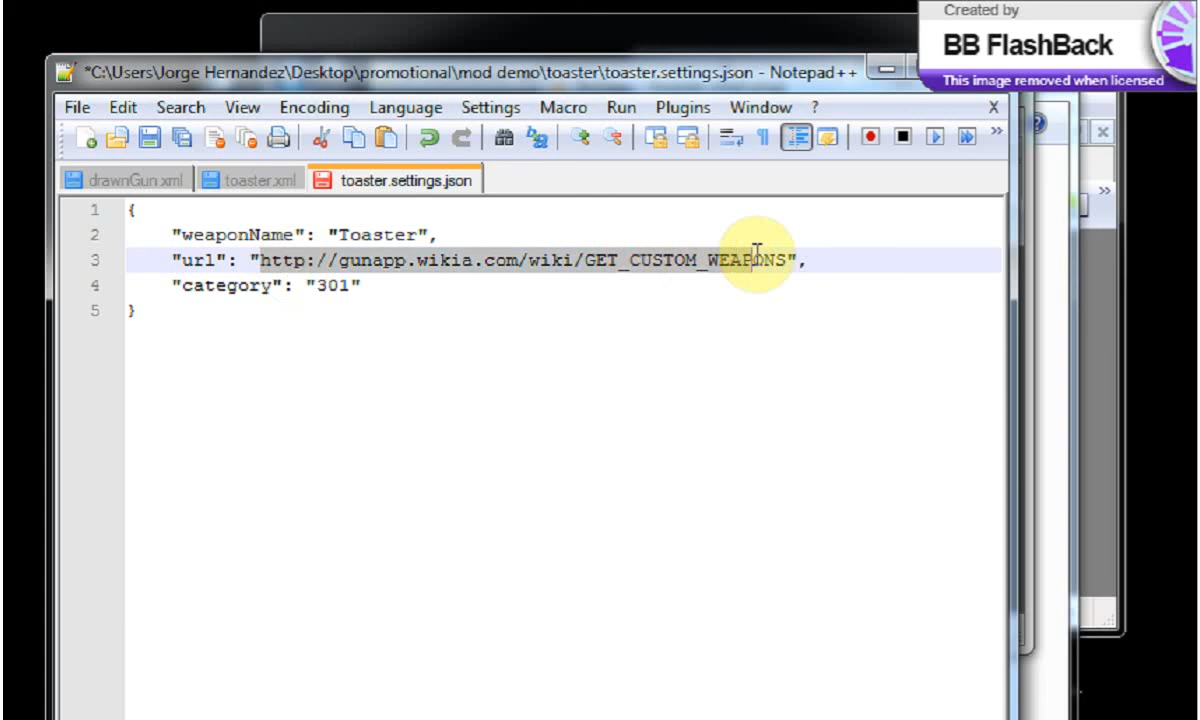 Created by
BB FlashBack
This image removed when licensed
*C:\Users\Jorge Hernandez\Desktop\promotional\mod demo\toaster\toaster.settings.json - Notepad++
File Edit Search View Encoding Language Settings Macro Run Plugins Window ? X
drawnGun.xml toaster.xml toaster.settings.json
1 {
2 "weaponName": "Toaster",
3 "url": "http://gunapp.wikia.com/wiki/GET_CUSTOM_WEAPONS",
4 "category": "301"
5 }